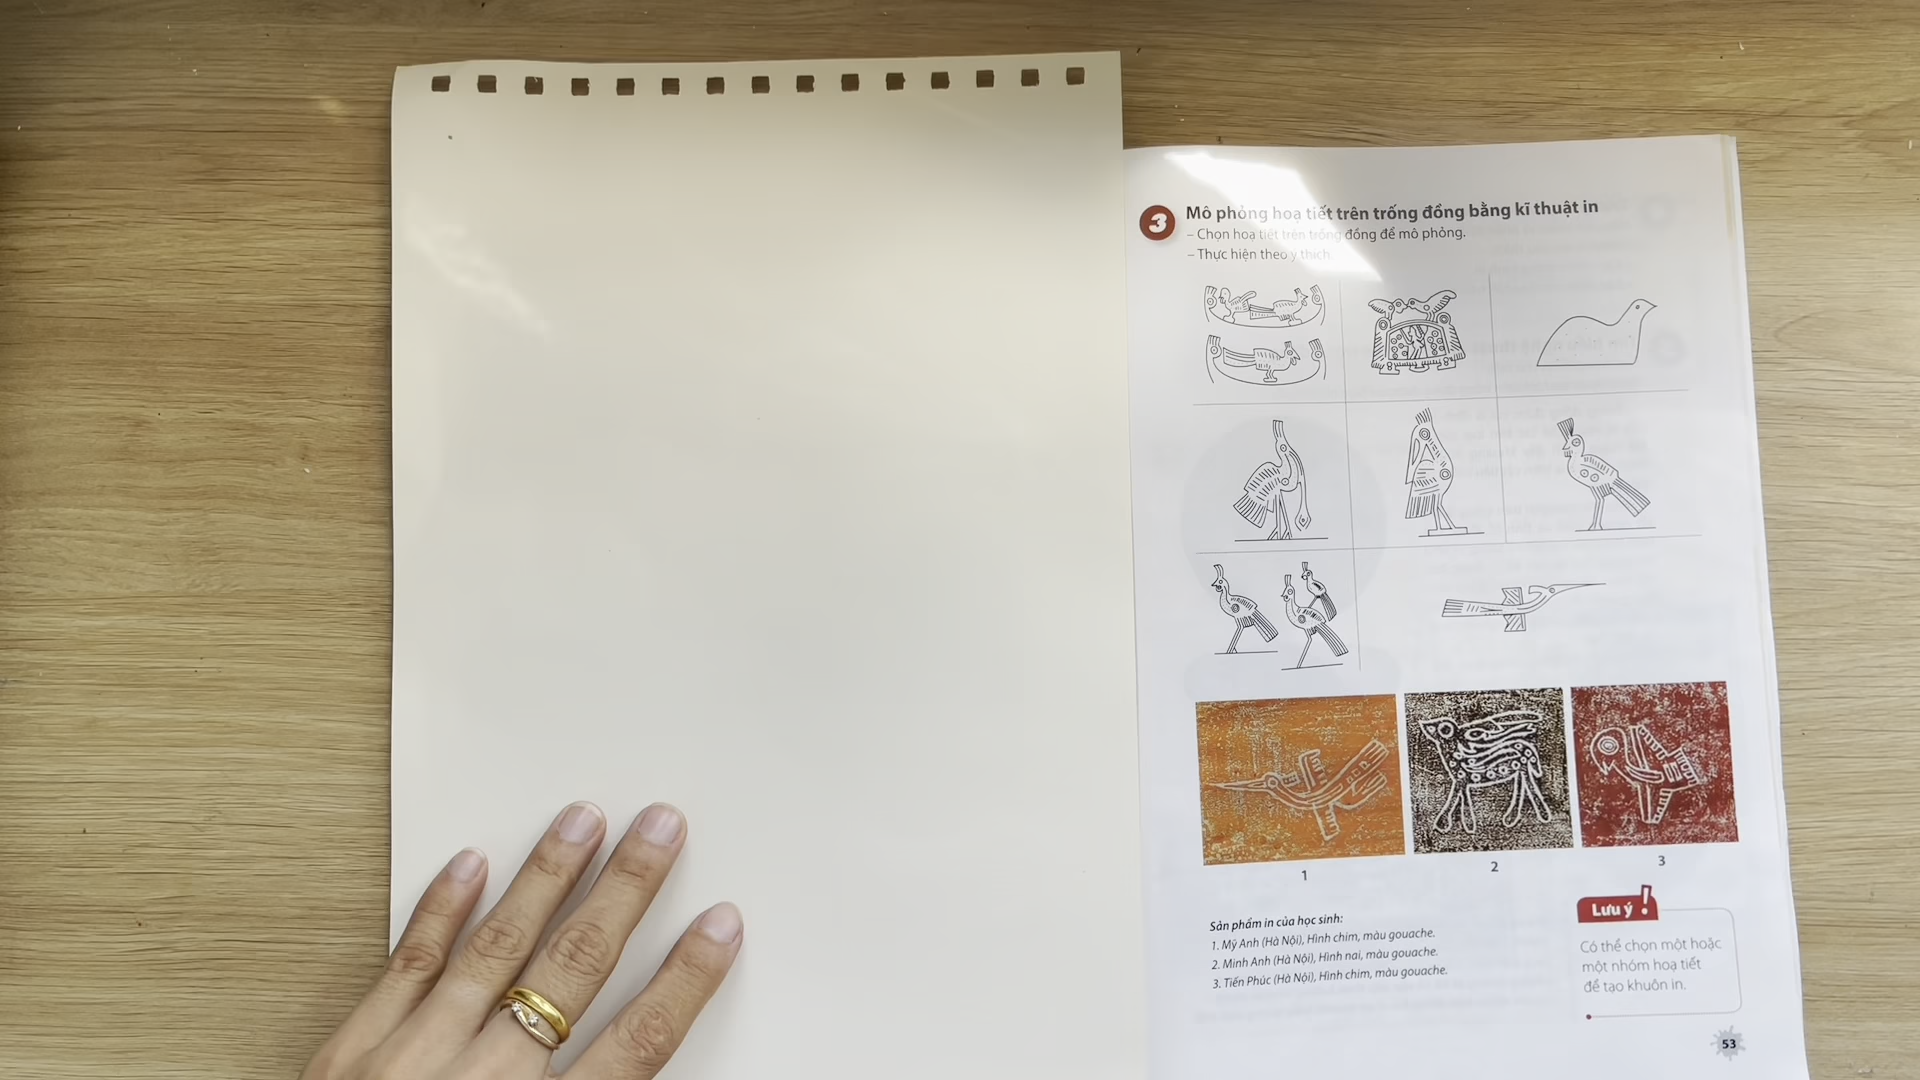 3
Mô phỏng hoạ tiết trên trống đồng bằng kĩ thuật in
– Chọn hoạ tiết trên trống đồng để mô phỏng.
– Thực hiện theo ý thích.
1
2
3
Sản phẩm in của học sinh:
1. Mỹ Anh (Hà Nội), Hình chim, màu gouache.
2. Minh Anh (Hà Nội), Hình nai, màu gouache.
3. Tiến Phúc (Hà Nội), Hình chim, màu gouache.
Lưu ý !
Có thể chọn một hoặc
một nhóm hoạ tiết
để tạo khuôn in.
53